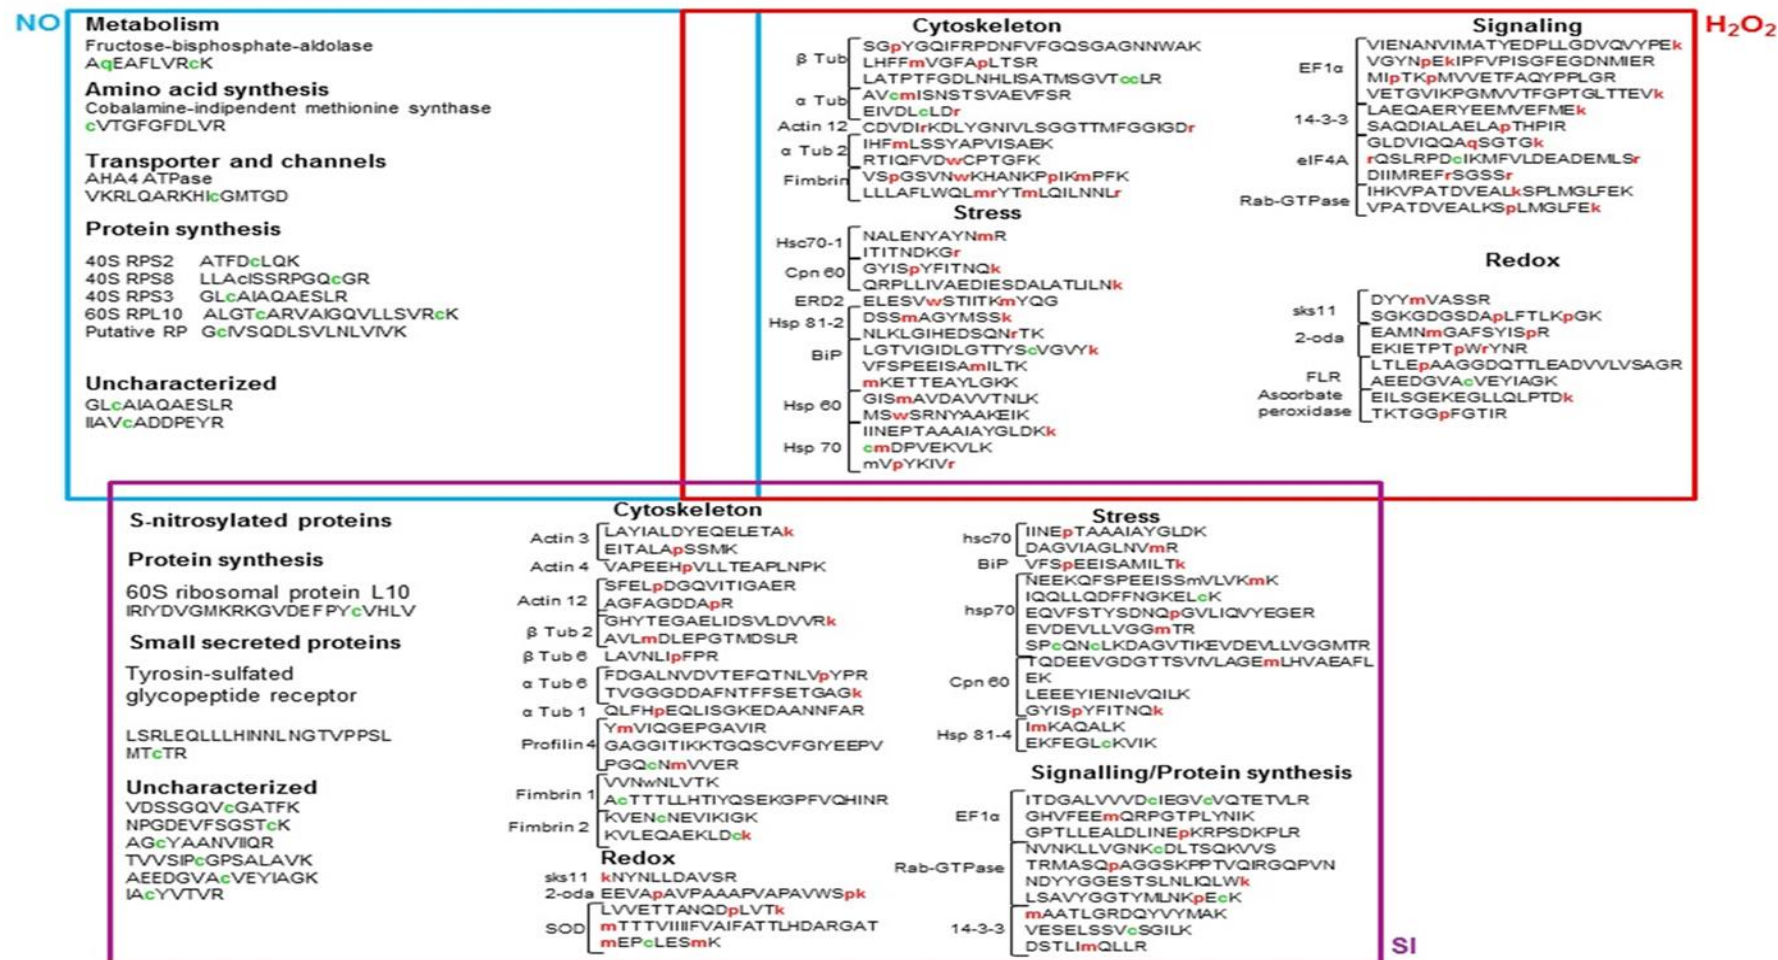 NO
Metabolism
Fructose-bisphosphate-aldolase
AqEAFLVRcK
Amino acid synthesis
Cobalamine-indipendent methionine synthase
cVTGFGFDLVR
Transporter and channels
AHA4 ATPase
VKRLQARKHIcGMTGD
Protein synthesis
40S RPS2 ATFDcLQK
40S RPS8 LLAcISSRPGQcGR
40S RPS3 GLcAIAQAESLR
60S RPL10 ALGTcARVAIGQVLLSVRcK
Putative RP GcIVSQDLSVLNLVIVK
Uncharacterized
GLcAIAQAESLR
IIAVcADDPEYR
H2O2
Cytoskeleton
β Tub
SGpYGQIFRPDNFVFGQSGAGNNWAK
LHFFmVGFApLTSR
LATPTFGDLNHLISATMSGVTccLR
α Tub
AVcmISNSTSVAEVFSR
EIVDLcLDr
Actin 12 CDVDIrKDLYGNIVLSGGTTMFGGIGDr
α Tub 2
IHFmLSSYAPVISAEK
RTIQFVDwCPTGFK
Fimbrin
VSpGSVNwKHANKPpIKmPFK
LLLAFLWQLmrYTmLQILNNLr
Stress
Hsc70-1
NALENYAYNmR
ITITNDKGr
Cpn 60
GYISpYFITNQk
QRPLLIVAEDIESDALATLILNk
ERD2 ELESVwSTIITKmYQG
Hsp 81-2
DSSmAGYMSSk
NLKLGIHEDSQNrTK
BiP
LGTVIGIDLGTTYScVGVYk
VFSPEEISAmILTK
mKETTEAYLGKK
Hsp 60
GISmAVDAVVTNLK
MSwSRNYAAKEIK
Hsp 70
IINEPTAAAIAYGLDKk
cmDPVEKVLK
mVpYKIVr
Signaling
EF1α
VIENANVIMATYEDPLLGDVQVYPEk
VGYNpEkIPFVPISGFEGDNMIER
MIpTKpMVVETFAQYPPLGR
VETGVIKPGMVVTFGPTGLTTEVk
14-3-3
LAEQAERYEEMVEFMEk
SAQDIALAELApTHPIR
eIF4A
GLDVIQQAqSGTGk
rQSLRPDcIKMFVLDEADEMLSr
DIIMREFrSGSSr
Rab-GTPase
IHKVPATDVEALkSPLMGLFEK
VPATDVEALKSpLMGLFEk
Redox
sks11
DYYmVASSR
SGKGDGSDApLFTLKpGK
2-oda
EAMNmGAFSYISpR
EKIETPTpWrYNR
FLR
LTLEpAAGGDQTTLEADVVLVSAGR
AEEDGVAcVEYIAGK
Ascorbate
peroxidase
EILSGEKEGLLQLPTDk
TKTGGpFGTIR
S-nitrosylated proteins
Protein synthesis
60S ribosomal protein L10
IRIYDVGMKRKGVDEFPYcVHLV
Small secreted proteins
Tyrosin-sulfated
glycopeptide receptor
LSRLEQLLLHINNLNGTVPPSL
MTcTR
Uncharacterized
VDSSGQVcGATFK
NPGDEVFSGSTcK
AGcYAANVIIQR
TVVSIPcGPSALAVK
AEEDGVAcVEYIAGK
IAcYVTVR
Cytoskeleton
Actin 3
LAYIALDYEQELETAk
EITALApSSMK
Actin 4 VAPEEHpVLLTEAPLNPK
Actin 12
SFELpDGQVITIGAER
AGFAGDDApR
β Tub 2
GHYTEGAELIDSVLDVVRk
AVLmDLEPGTMDSLR
β Tub 6 LAVNLIpFPR
α Tub 6
FDGALNVDVTEFQTNLVpYPR
TVGGGDDAFNTFFSETGAGk
α Tub 1 QLFHpEQLISGKEDAANNFAR
Profilin 4
YmVIQGEPGAVIR
GAGGITIKKTGQSCVFGIYEEPV
PGQcNmVVER
Fimbrin 1
VVNwNLVTK
AcTTTLLHTIYQSEKGPFVQHINR
Fimbrin 2
KVENcNEVIKIGK
KVLEQAEKLDck
Redox
sks11 kNYNLLDAVSR
2-oda EEVApAVPAAAPVAPAVWSpk
SOD
LVVETTANQDpLVTk
mTTTVIIIIFVAIFATTLHDARGAT
mEPcLESmK
Stress
hsc70
IINEpTAAAIAYGLDK
DAGVIAGLNVmR
BiP VFSpEEISAMILTk
hsp70
NEEKQFSPEEISSmVLVKmK
IQQLLQDFFNGKELcK
EQVFSTYSDNQpGVLIQVYEGER
EVDEVLLVGGmTR
SPcQNcLKDAGVTIKEVDEVLLVGGMTR
Cpn 60
TQDEEVGDGTTSVIVLAGEmLHVAEAFL
EK
LEEEYIENIcVQILK
GYISpYFITNQk
Hsp 81-4
ImKAQALK
EKFEGLcKVIK
Signalling/Protein synthesis
EF1α
ITDGALVVVDcIEGVcVQTETVLR
GHVFEEmQRPGTPLYNIK
GPTLLEALDLINEpKRPSDKPLR
Rab-GTPase
NVNKLLVGNKcDLTSQKVVS
TRMASQpAGGSKPPTVQIRGQPVN
NDYYGGESTSLNLIQLWk
LSAVYGGTYMLNKpEcK
14-3-3
mAATLGRDQYVYMAK
VESELSSVcSGILK
DSTLImQLLR
SI